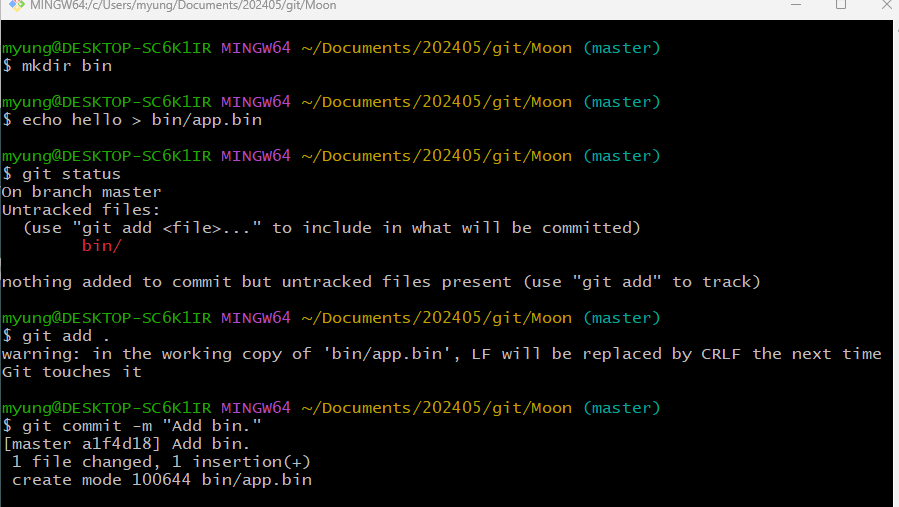 MINGW64:/c/Users/myung/Documents/202405/git/Moon
myung@DESKTOP-SC6K1IR MINGW64 ~/Documents/202405/git/Moon (master)
$ mkdir bin
myung@DESKTOP-SC6K1IR MINGW64 ~/Documents/202405/git/Moon (master)
$ echo hello > bin/app.bin
myung@DESKTOP-SC6K1IR MINGW64 ~/Documents/202405/git/Moon (master)
$ git status
On branch master
Untracked files:
  (use "git add <file>..." to include in what will be committed)
        bin/
nothing added to commit but untracked files present (use "git add" to track)
myung@DESKTOP-SC6K1IR MINGW64 ~/Documents/202405/git/Moon (master)
$ git add .
warning: in the working copy of 'bin/app.bin', LF will be replaced by CRLF the next time
Git touches it
myung@DESKTOP-SC6K1IR MINGW64 ~/Documents/202405/git/Moon (master)
$ git commit -m "Add bin."
[master a1f4d18] Add bin.
 1 file changed, 1 insertion(+)
 create mode 100644 bin/app.bin